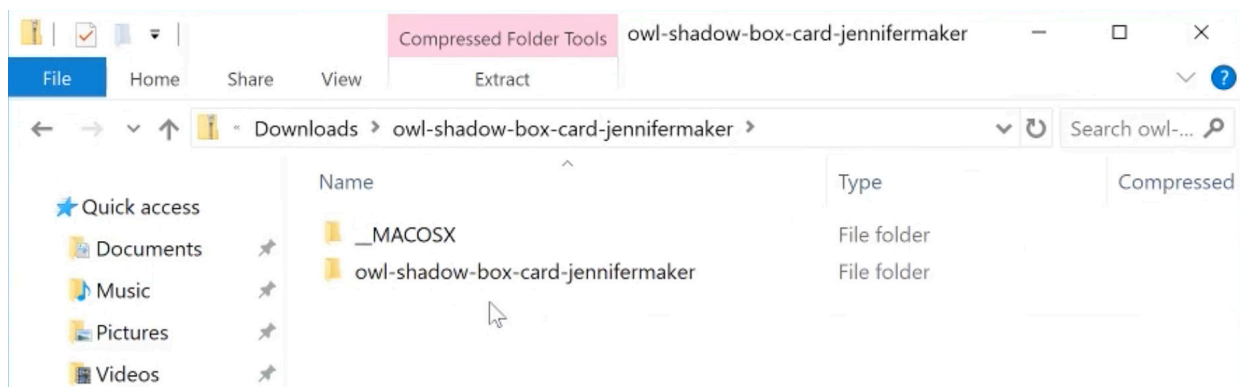 Compressed Folder Tools owl-shadow-box-card-jennifermaker
File Home Share View Extract ?
Downloads > owl-shadow-box-card-jennifermaker > Search owl-...
Name Type Compressed
Quick access
__MACOSX File folder
Documents
owl-shadow-box-card-jennifermaker File folder
Music
Pictures
Videos